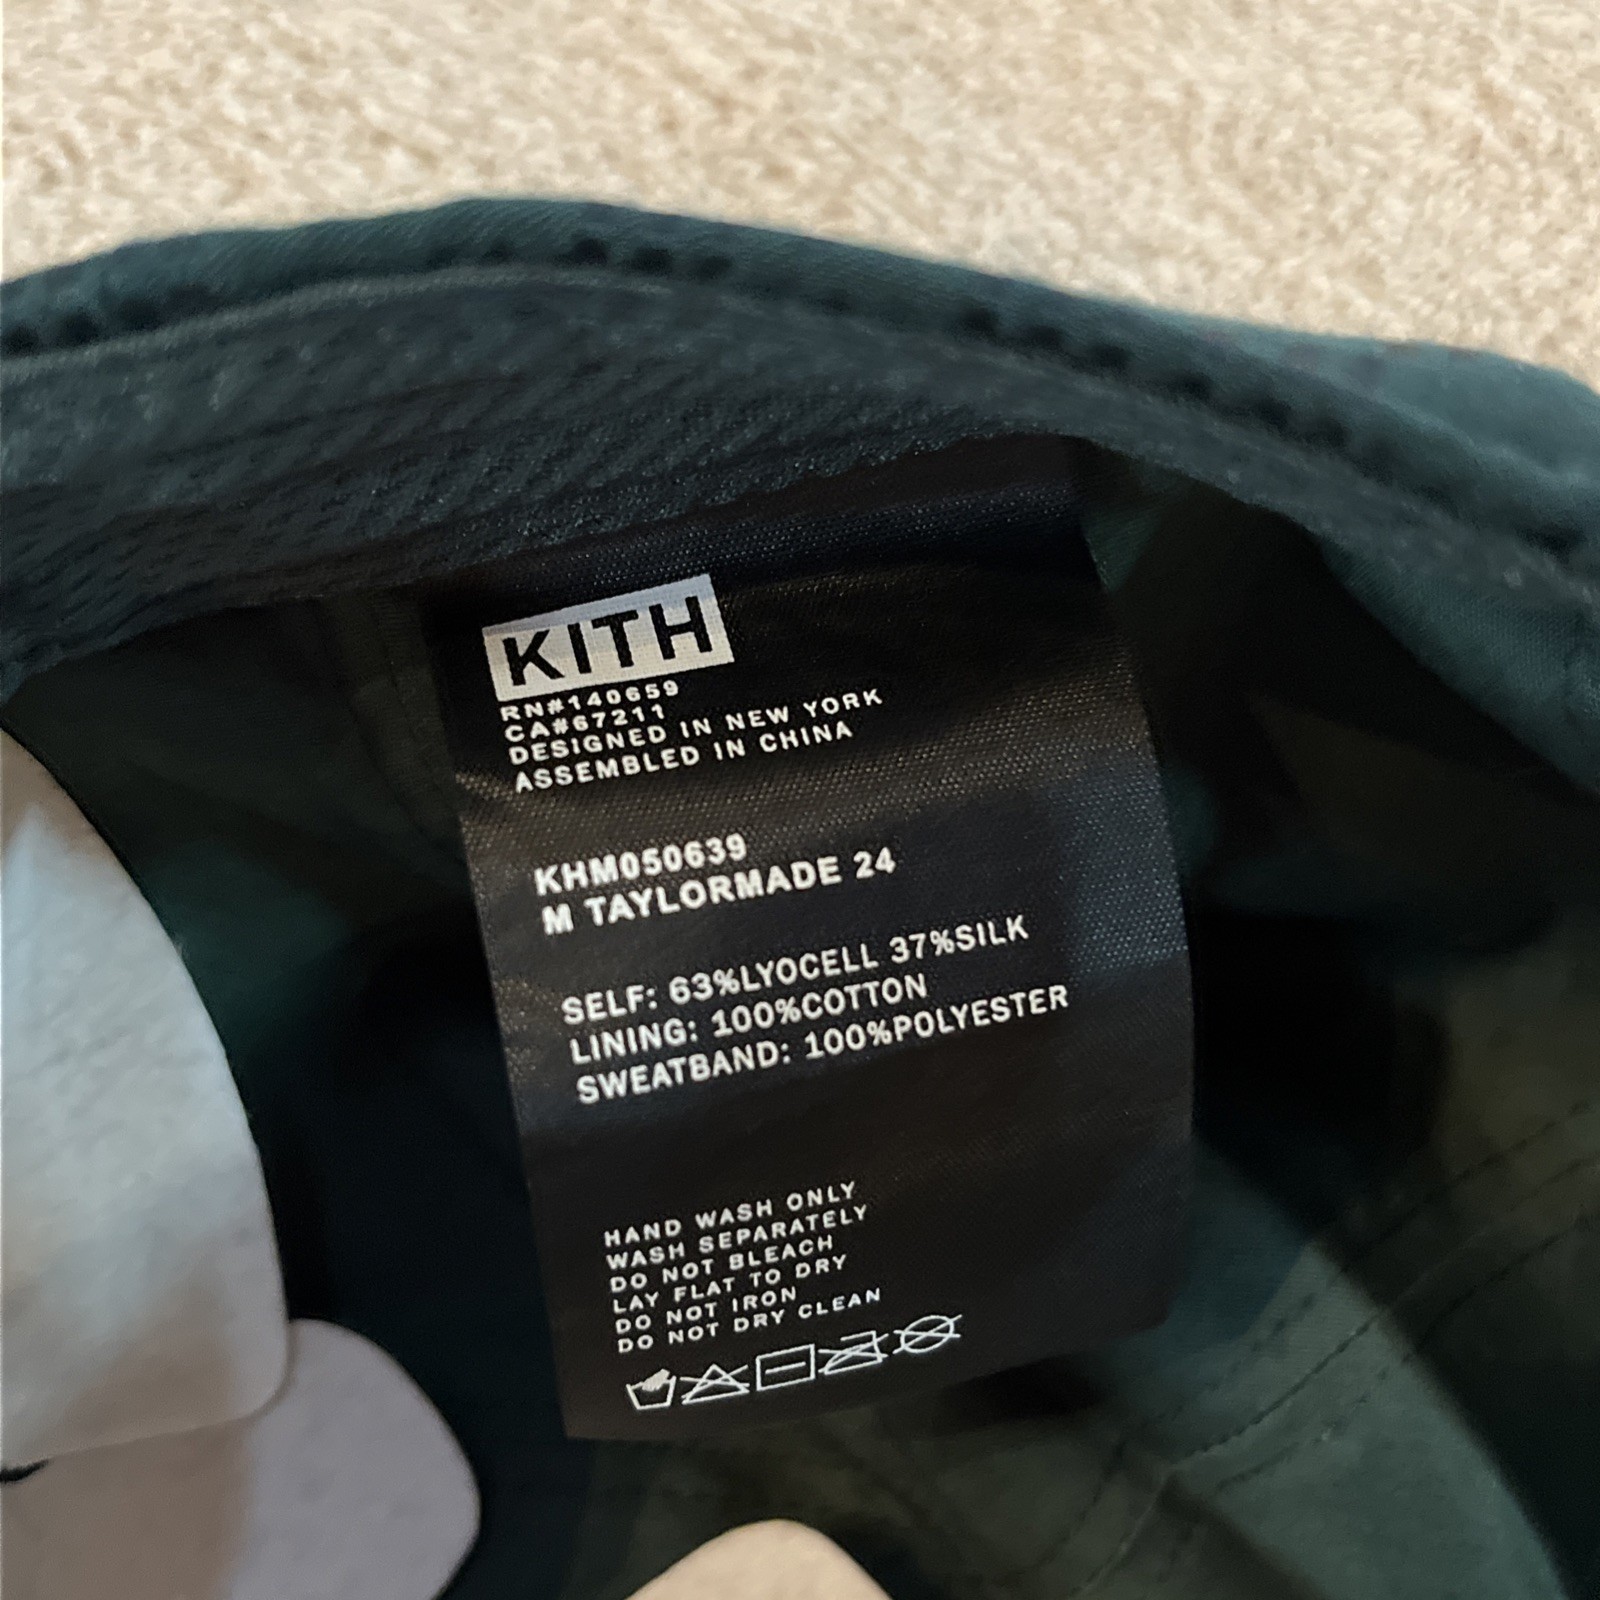 KITH
RN#140659
CA#67211
DESIGNED IN NEW YORK
ASSEMBLED IN CHINA
KHM050639
M TAYLORMADE 24
SELF: 63%LYOCELL 37%SILK
LINING: 100%COTTON
SWEATBAND: 100%POLYESTER
HAND WASH ONLY
WASH SEPARATELY
DO NOT BLEACH
LAY FLAT TO DRY
DO NOT IRON
DO NOT DRY CLEAN